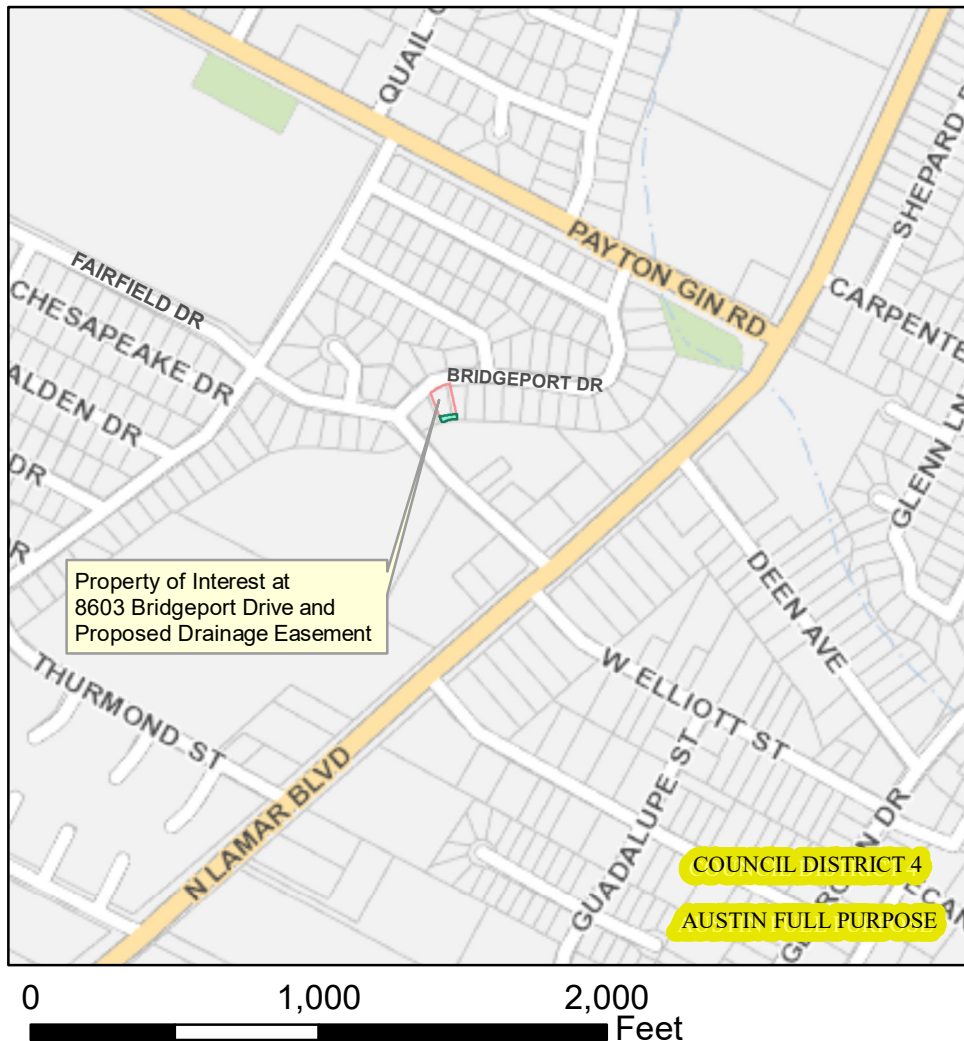 QUAIL
SHEPARD
PAYTON GIN RD
FAIRFIELD DR
CHESAPEAKE DR
CARPENTE
BRIDGEPORT DR
ALDEN DR
DR
GLENN LN
R
Property of Interest at
8603 Bridgeport Drive and
Proposed Drainage Easement
DEEN AVE
THURMOND ST
W ELLIOTT ST
N LAMAR BLVD
GUADALUPE ST
DR
COUNCIL DISTRICT 4
AUSTIN FULL PURPOSE
0 1,000 2,000
Feet